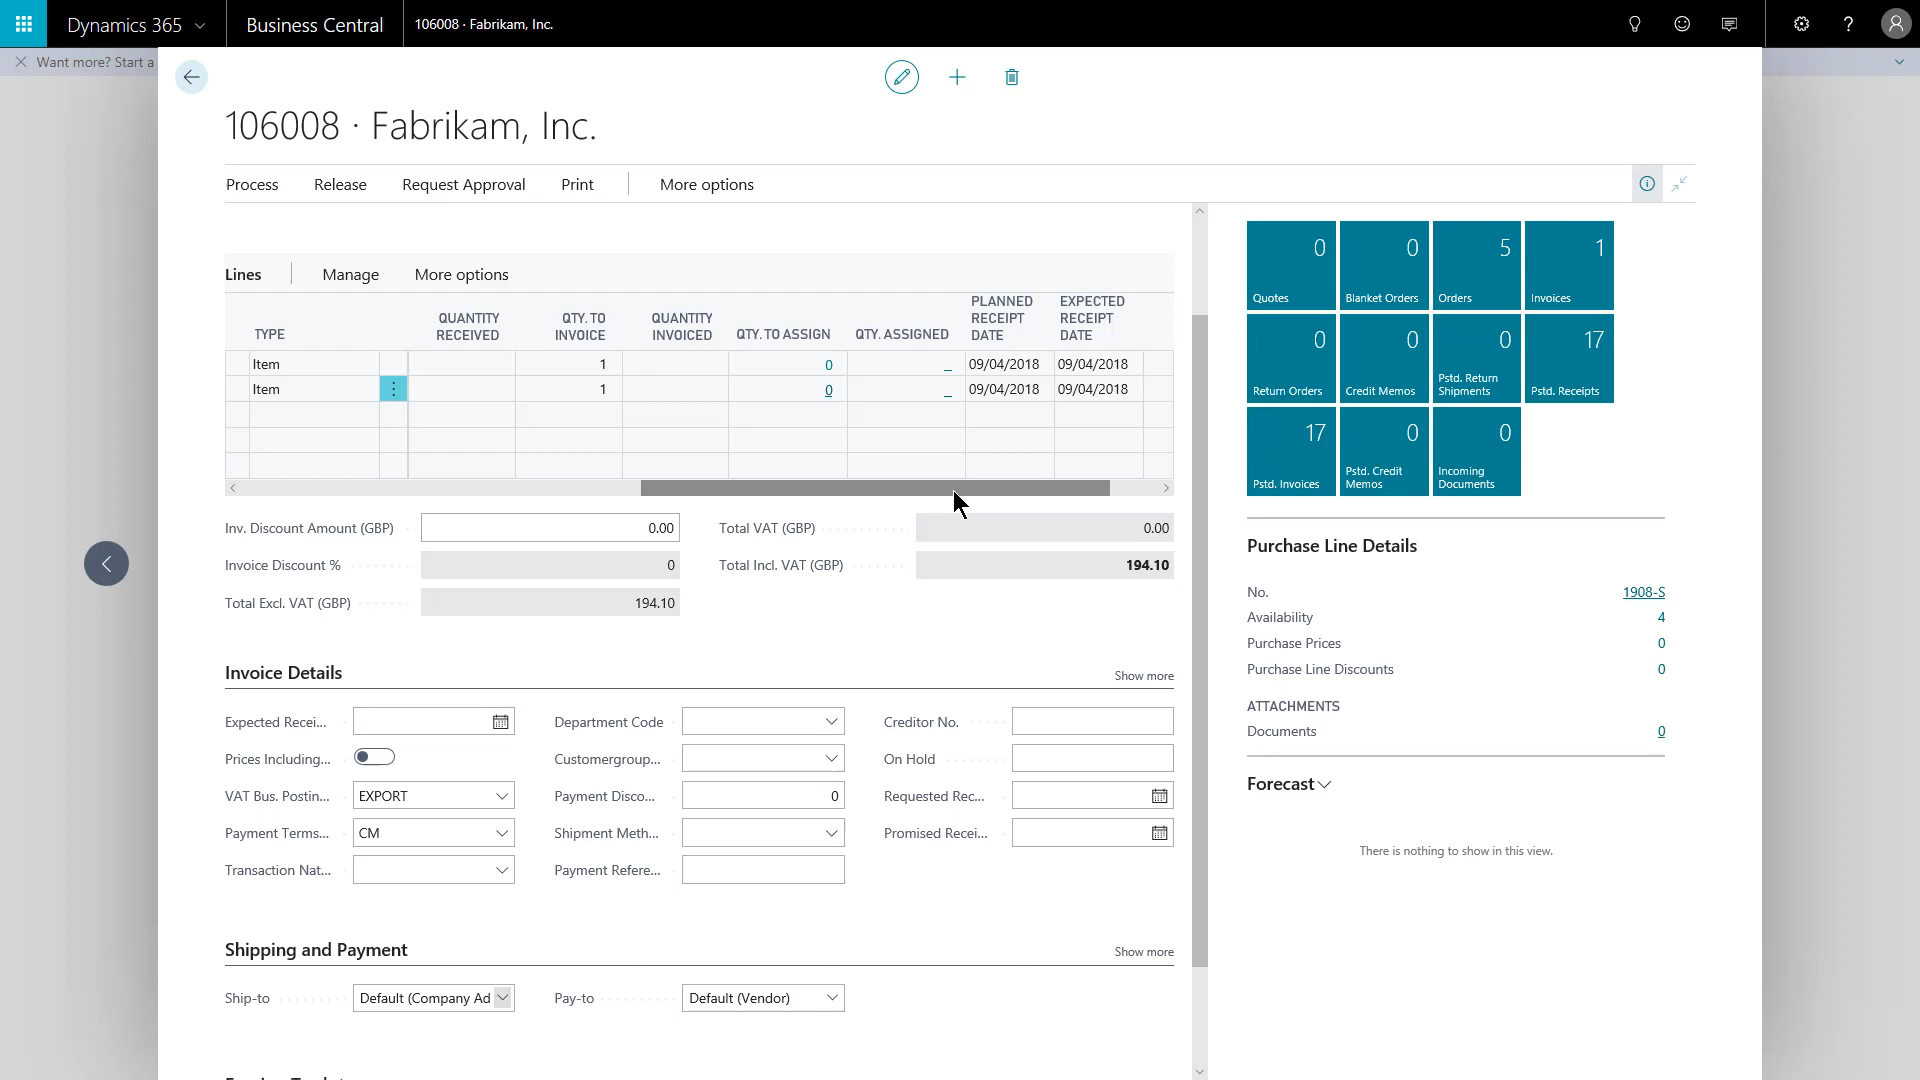 Dynamics 365 Business Central 106008 · Fabrikam, Inc. ?
Want more? Start a
106008 · Fabrikam, Inc.
Process Release Request Approval Print More options
Lines Manage More options
TYPE QUANTITY RECEIVED QTY. TO INVOICE QUANTITY INVOICED QTY. TO ASSIGN QTY. ASSIGNED PLANNED RECEIPT DATE EXPECTED RECEIPT DATE
Item 1 0 _ 09/04/2018 09/04/2018
Item 1 0 _ 09/04/2018 09/04/2018
Inv. Discount Amount (GBP) 0.00 Total VAT (GBP) 0.00
Invoice Discount % 0 Total Incl. VAT (GBP) 194.10
Total Excl. VAT (GBP) 194.10
Invoice Details Show more
Expected Recei... Department Code Creditor No.
Prices Including... Customergroup... On Hold
VAT Bus. Postin... EXPORT Payment Disco... 0 Requested Rec...
Payment Terms... CM Shipment Meth... Promised Recei...
Transaction Nat... Payment Refere...
Shipping and Payment Show more
Ship-to Default (Company Ad Pay-to Default (Vendor)
0 0 5 1
Quotes Blanket Orders Orders Invoices
0 0 0 17
Return Orders Credit Memos Pstd. Return Shipments Pstd. Receipts
17 0 0
Pstd. Invoices Pstd. Credit Memos Incoming Documents
Purchase Line Details
No. 1908-S
Availability 4
Purchase Prices 0
Purchase Line Discounts 0
ATTACHMENTS
Documents 0
Forecast
There is nothing to show in this view.